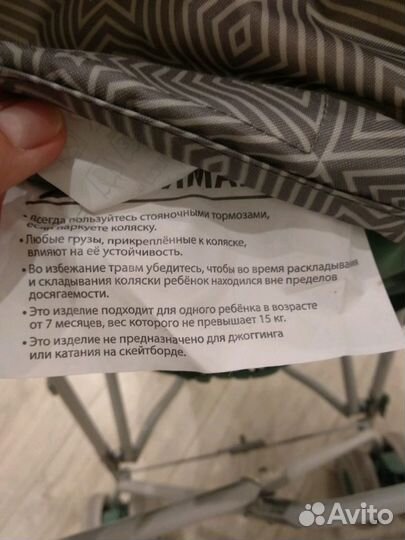 • Всегда пользуйтесь стояночными тормозами,
если паркуете коляску.
• Любые грузы, прикреплённые к коляске,
влияют на её устойчивость.
• Во избежание травм убедитесь, чтобы во время раскладывания
и складывания коляски ребёнок находился вне пределов
досягаемости.
• Это изделие подходит для одного ребёнка в возрасте
от 7 месяцев, вес которого не превышает 15 кг.
• Это изделие не предназначено для джоггинга
или катания на скейтборде.
Avito